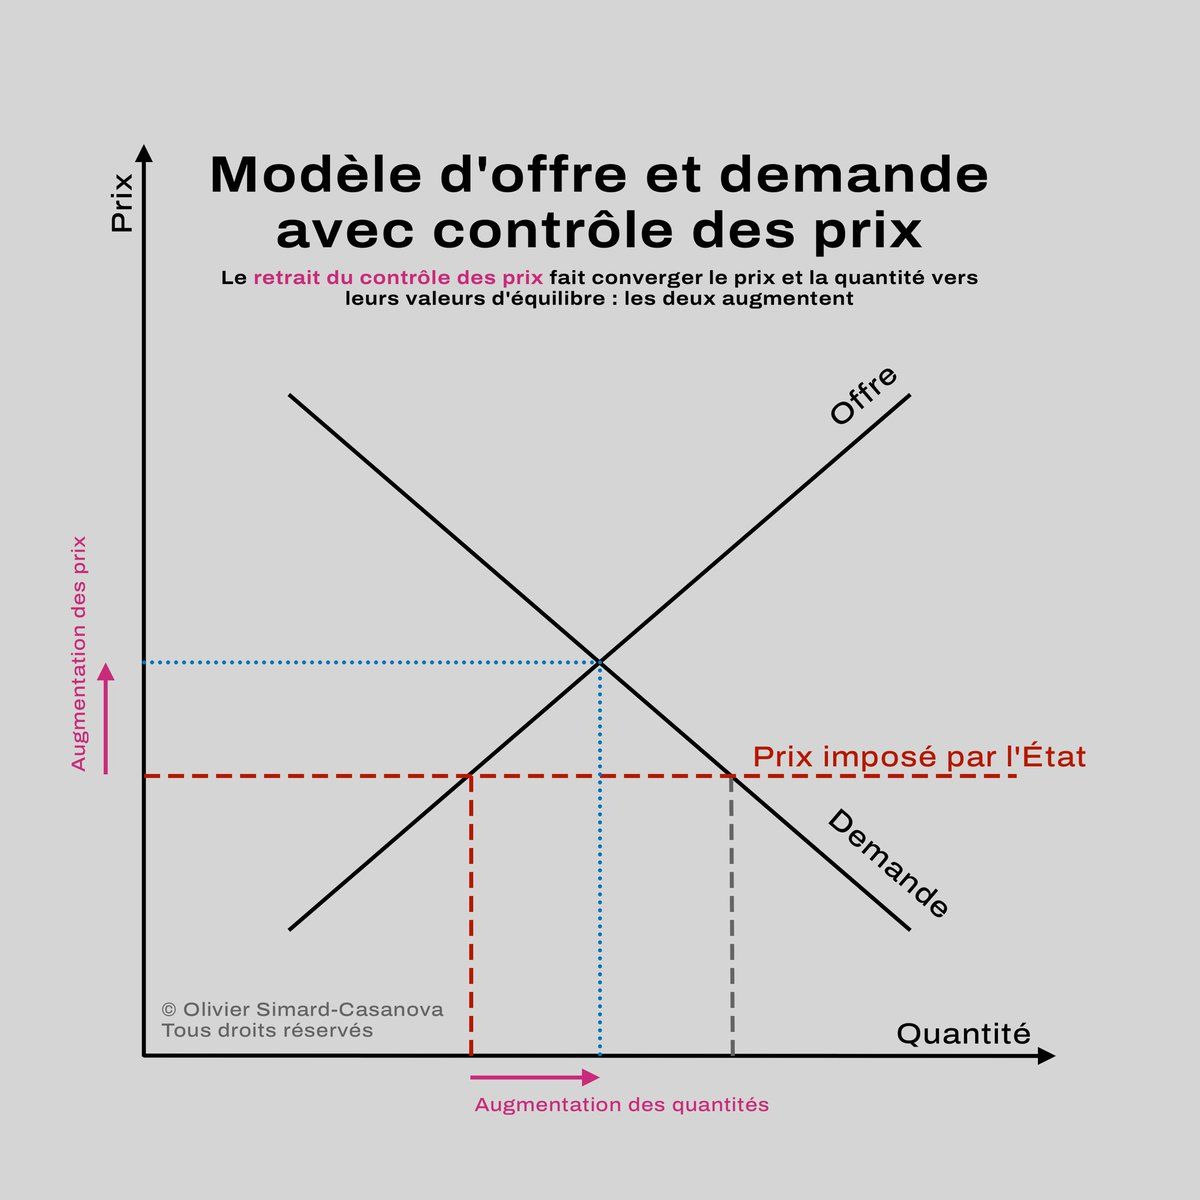 Modèle d'offre et demande
avec contrôle des prix
Le retrait du contrôle des prix fait converger le prix et la quantité vers
leurs valeurs d'équilibre : les deux augmentent
Prix
Offre
Augmentation des prix
Prix imposé par l'État
Demande
© Olivier Simard-Casanova
Tous droits réservés
Quantité
Augmentation des quantités